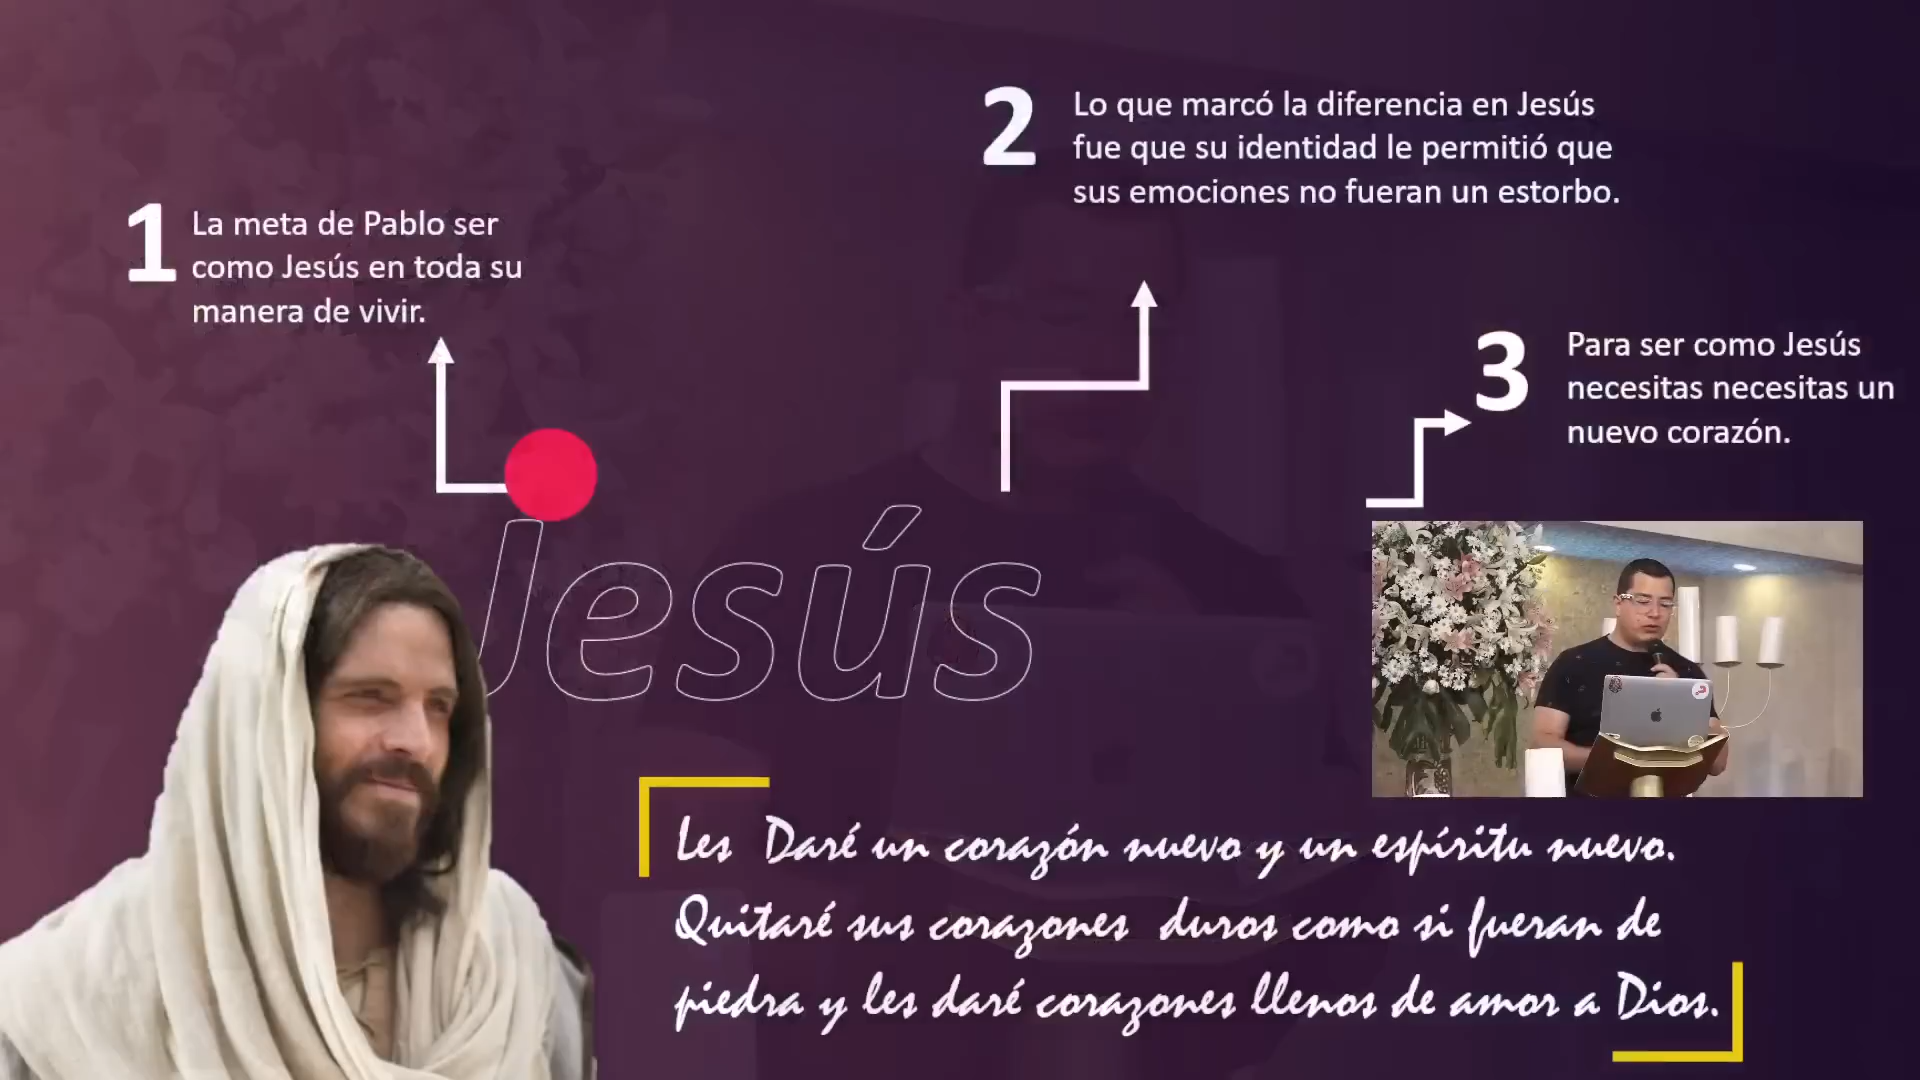 1
La meta de Pablo ser
como Jesús en toda su
manera de vivir.
2
Lo que marcó la diferencia en Jesús
fue que su identidad le permitió que
sus emociones no fueran un estorbo.
3
Para ser como Jesús
necesitas necesitas un
nuevo corazón.
Jesús
Les Daré un corazón nuevo y un espíritu nuevo.
Quitaré sus corazones duros como si fueran de
piedra y les daré corazones llenos de amor a Dios.